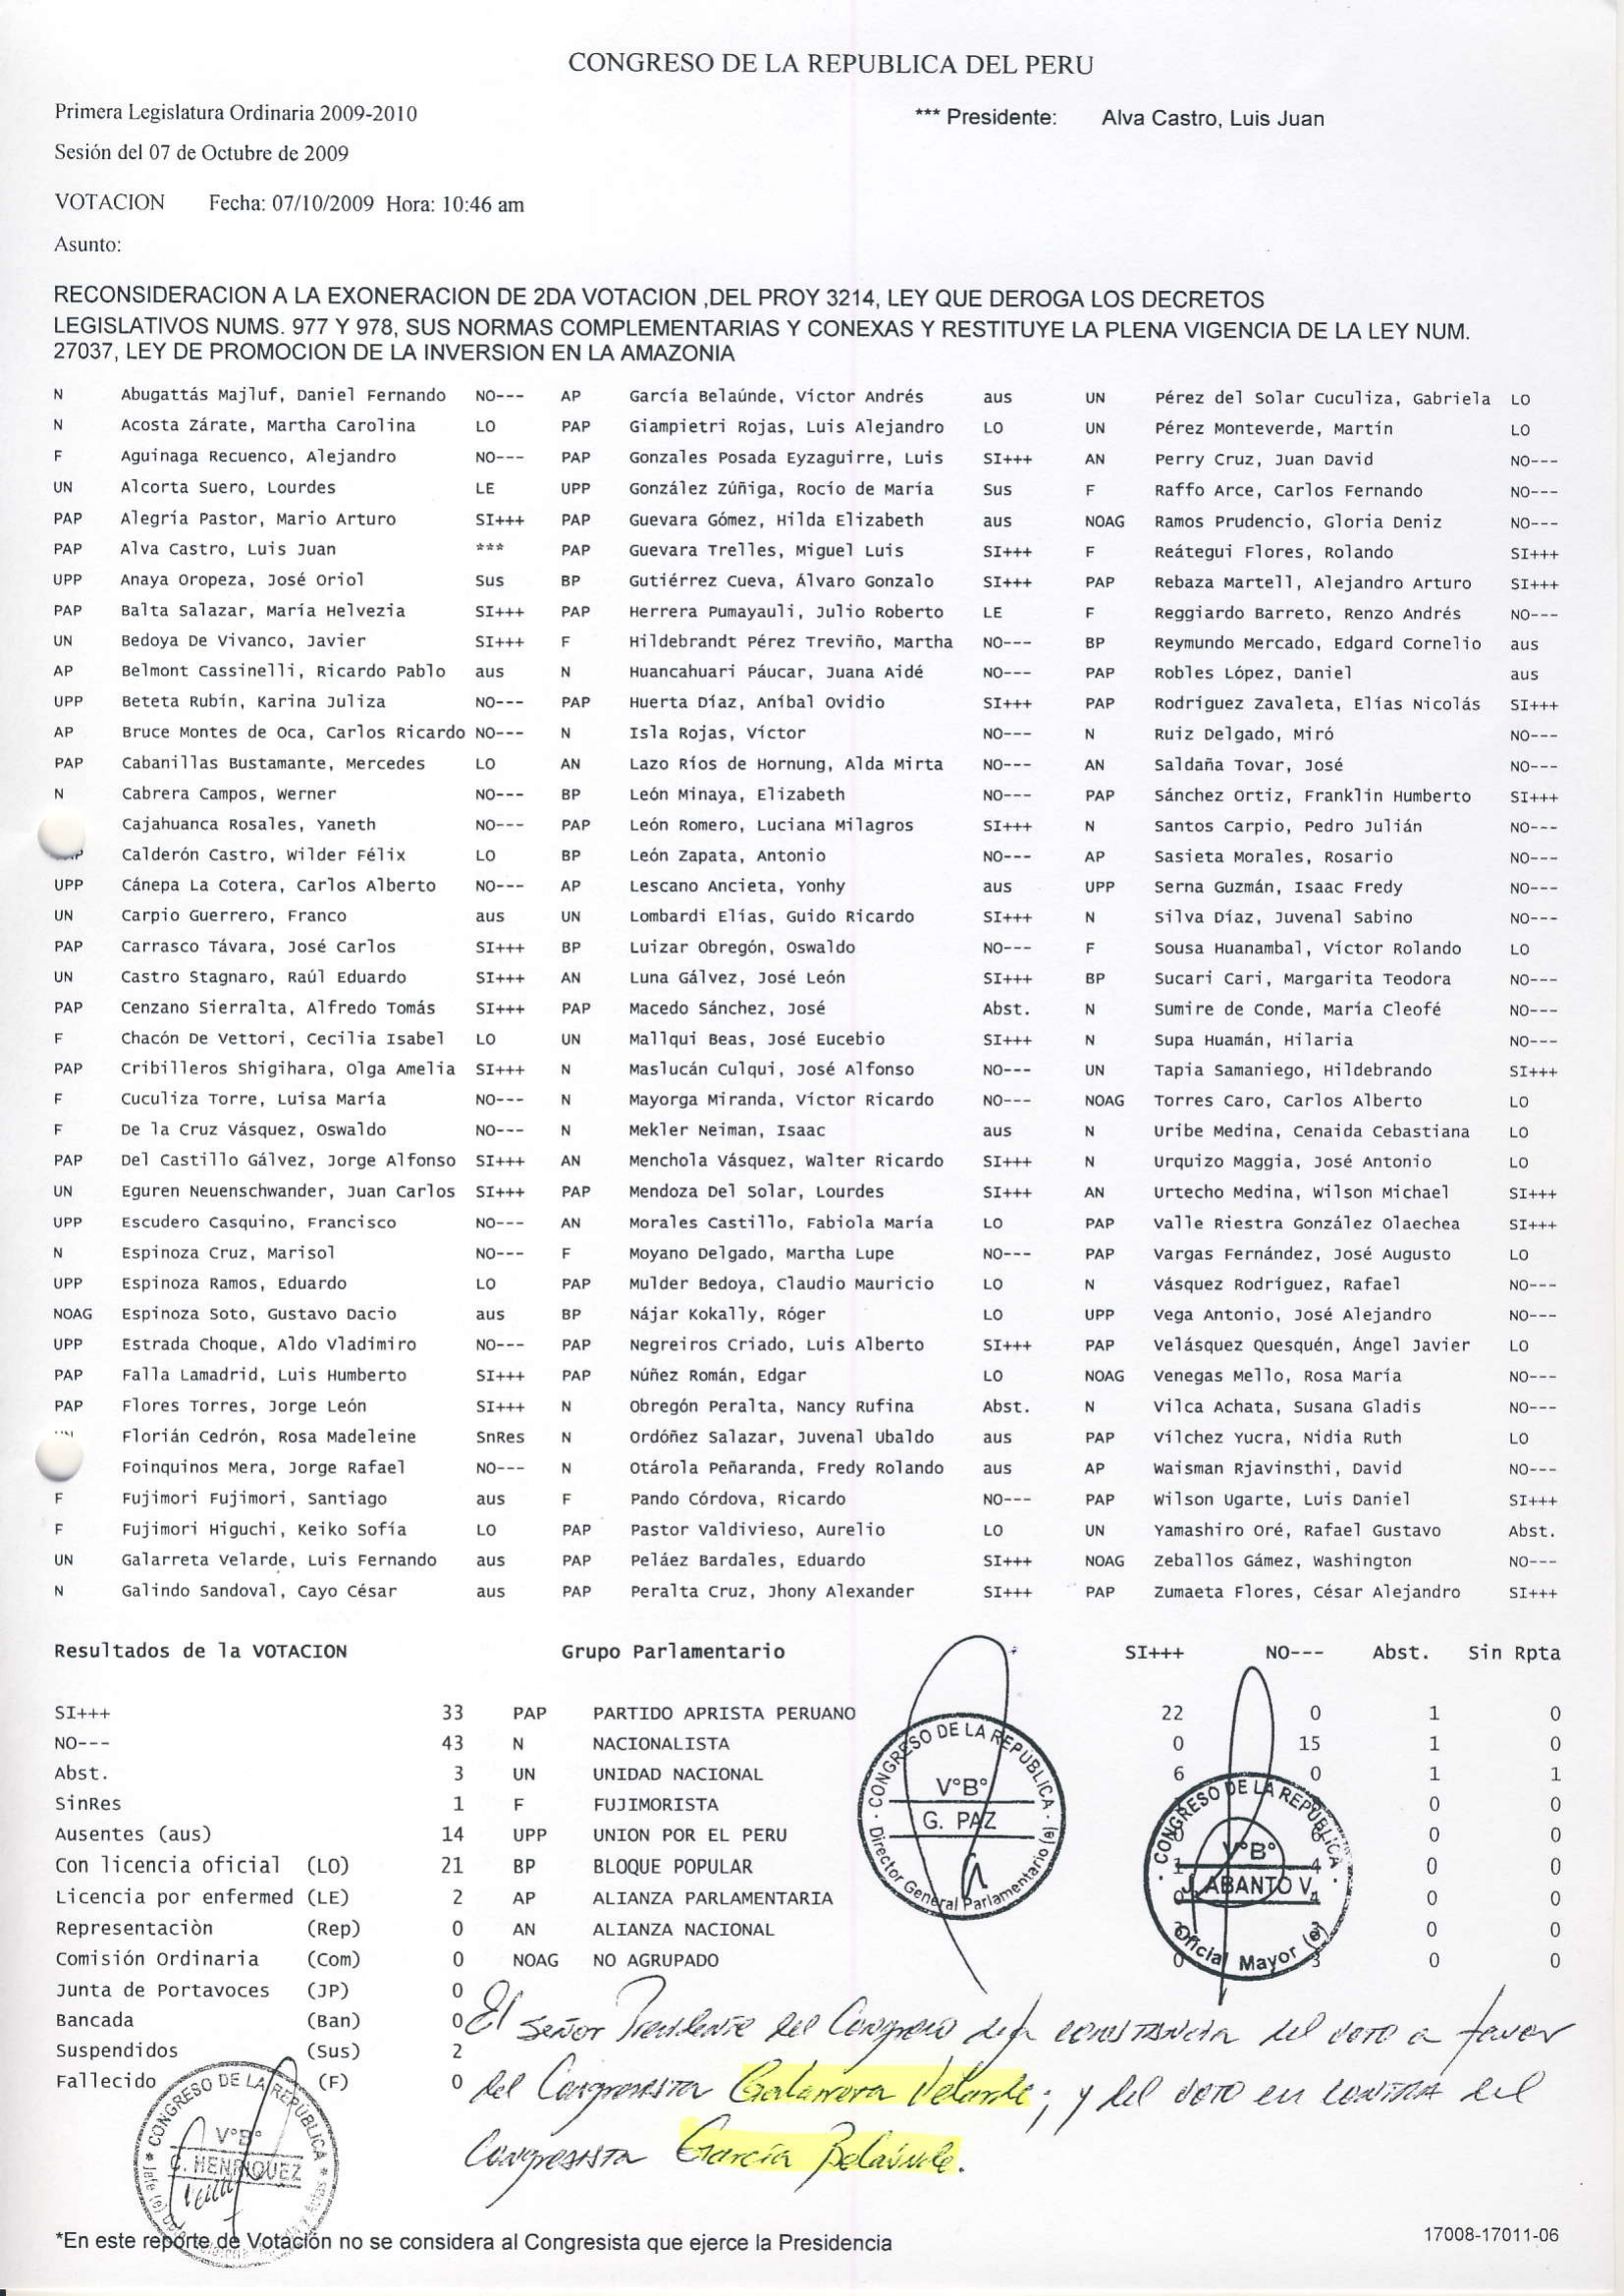 CONGRESO DE LA REPUBLICA DEL PERU
Primera Legislatura Ordinaria 2009-2010 *** Presidente: Alva Castro, Luis Juan
Sesión del 07 de Octubre de 2009
VOTACION Fecha: 07/10/2009 Hora: 10:46 am
Asunto:
RECONSIDERACION A LA EXONERACION DE 2DA VOTACION ,DEL PROY 3214, LEY QUE DEROGA LOS DECRETOS
LEGISLATIVOS NUMS. 977 Y 978, SUS NORMAS COMPLEMENTARIAS Y CONEXAS Y RESTITUYE LA PLENA VIGENCIA DE LA LEY NUM.
27037, LEY DE PROMOCION DE LA INVERSION EN LA AMAZONIA
N Abugattás Majluf, Daniel Fernando NO--- AP García Belaúnde, Víctor Andrés aus UN Pérez del Solar Cuculiza, Gabriela LO
N Acosta Zárate, Martha Carolina LO PAP Giampietri Rojas, Luis Alejandro LO UN Pérez Monteverde, Martín LO
F Aguinaga Recuenco, Alejandro NO--- PAP Gonzales Posada Eyzaguirre, Luis SI+++ AN Perry Cruz, Juan David NO---
UN Alcorta Suero, Lourdes LE UPP González Zúñiga, Rocío de María Sus F Raffo Arce, Carlos Fernando NO---
PAP Alegría Pastor, Mario Arturo SI+++ PAP Guevara Gómez, Hilda Elizabeth aus NOAG Ramos Prudencio, Gloria Deniz NO---
PAP Alva Castro, Luis Juan *** PAP Guevara Trelles, Miguel Luis SI+++ F Reátegui Flores, Rolando SI+++
UPP Anaya Oropeza, José Oriol Sus BP Gutiérrez Cueva, Álvaro Gonzalo SI+++ PAP Rebaza Martell, Alejandro Arturo SI+++
PAP Balta Salazar, María Helvezia SI+++ PAP Herrera Pumayauli, Julio Roberto LE F Reggiardo Barreto, Renzo Andrés NO---
UN Bedoya De Vivanco, Javier SI+++ F Hildebrandt Pérez Treviño, Martha NO--- BP Reymundo Mercado, Edgard Cornelio aus
AP Belmont Cassinelli, Ricardo Pablo aus N Huancahuari Páucar, Juana Aidé NO--- PAP Robles López, Daniel aus
UPP Beteta Rubín, Karina Juliza NO--- PAP Huerta Díaz, Aníbal Ovidio SI+++ PAP Rodríguez Zavaleta, Elías Nicolás SI+++
AP Bruce Montes de Oca, Carlos Ricardo NO--- N Isla Rojas, Víctor NO--- N Ruiz Delgado, Miró NO---
PAP Cabanillas Bustamante, Mercedes LO AN Lazo Ríos de Hornung, Alda Mirta NO--- AN Saldaña Tovar, José NO---
N Cabrera Campos, Werner NO--- BP León Minaya, Elizabeth NO--- PAP Sánchez Ortiz, Franklin Humberto SI+++
Cajahuanca Rosales, Yaneth NO--- PAP León Romero, Luciana Milagros SI+++ N Santos Carpio, Pedro Julián NO---
Calderón Castro, Wilder Félix LO BP León Zapata, Antonio NO--- AP Sasieta Morales, Rosario NO---
UPP Cánepa La Cotera, Carlos Alberto NO--- AP Lescano Ancieta, Yonhy aus UPP Serna Guzmán, Isaac Fredy NO---
UN Carpio Guerrero, Franco aus UN Lombardi Elías, Guido Ricardo SI+++ N Silva Díaz, Juvenal Sabino NO---
PAP Carrasco Távara, José Carlos SI+++ BP Luizar Obregón, Oswaldo NO--- F Sousa Huanambal, Víctor Rolando LO
UN Castro Stagnaro, Raúl Eduardo SI+++ AN Luna Gálvez, José León SI+++ BP Sucari Cari, Margarita Teodora NO---
PAP Cenzano Sierralta, Alfredo Tomás SI+++ PAP Macedo Sánchez, José Abst. N Sumire de Conde, María Cleofé NO---
F Chacón De Vettori, Cecilia Isabel LO UN Mallqui Beas, José Eucebio SI+++ N Supa Huamán, Hilaria NO---
PAP Cribilleros Shigihara, Olga Amelia SI+++ N Maslucán Culqui, José Alfonso NO--- UN Tapia Samaniego, Hildebrando SI+++
F Cuculiza Torre, Luisa María NO--- N Mayorga Miranda, Víctor Ricardo NO--- NOAG Torres Caro, Carlos Alberto LO
F De la Cruz Vásquez, Oswaldo NO--- N Mekler Neiman, Isaac aus N Uribe Medina, Cenaida Cebastiana LO
PAP Del Castillo Gálvez, Jorge Alfonso SI+++ AN Menchola Vásquez, Walter Ricardo SI+++ N Urquizo Maggia, José Antonio LO
UN Eguren Neuenschwander, Juan Carlos SI+++ PAP Mendoza Del Solar, Lourdes SI+++ AN Urtecho Medina, Wilson Michael SI+++
UPP Escudero Casquino, Francisco NO--- AN Morales Castillo, Fabiola María LO PAP Valle Riestra González Olaechea SI+++
N Espinoza Cruz, Marisol NO--- F Moyano Delgado, Martha Lupe NO--- PAP Vargas Fernández, José Augusto LO
UPP Espinoza Ramos, Eduardo LO PAP Mulder Bedoya, Claudio Mauricio LO N Vásquez Rodríguez, Rafael NO---
NOAG Espinoza Soto, Gustavo Dacio aus BP Nájar Kokally, Róger LO UPP Vega Antonio, José Alejandro NO---
UPP Estrada Choque, Aldo Vladimiro NO--- PAP Negreiros Criado, Luis Alberto SI+++ PAP Velásquez Quesquén, Ángel Javier LO
PAP Falla Lamadrid, Luis Humberto SI+++ PAP Núñez Román, Edgar LO NOAG Venegas Mello, Rosa María NO---
PAP Flores Torres, Jorge León SI+++ N Obregón Peralta, Nancy Rufina Abst. N Vilca Achata, Susana Gladis NO---
Florián Cedrón, Rosa Madeleine SnRes N Ordóñez Salazar, Juvenal Ubaldo aus PAP Vílchez Yucra, Nidia Ruth LO
Foinquinos Mera, Jorge Rafael NO--- N Otárola Peñaranda, Fredy Rolando aus AP Waisman Rjavinsthi, David NO---
F Fujimori Fujimori, Santiago aus F Pando Córdova, Ricardo NO--- PAP Wilson Ugarte, Luis Daniel SI+++
F Fujimori Higuchi, Keiko Sofía LO PAP Pastor Valdivieso, Aurelio LO UN Yamashiro Oré, Rafael Gustavo Abst.
UN Galarreta Velarde, Luis Fernando aus PAP Peláez Bardales, Eduardo SI+++ NOAG Zeballos Gámez, Washington NO---
N Galindo Sandoval, Cayo César aus PAP Peralta Cruz, Jhony Alexander SI+++ PAP Zumaeta Flores, César Alejandro SI+++
Resultados de la VOTACION Grupo Parlamentario SI+++ NO--- Abst. Sin Rpta
SI+++ 33 PAP PARTIDO APRISTA PERUANO 22 0 1 0
NO--- 43 N NACIONALISTA 0 15 1 0
Abst. 3 UN UNIDAD NACIONAL 6 0 1 1
SinRes 1 F FUJIMORISTA 0 0
Ausentes (aus) 14 UPP UNION POR EL PERU 0 0
Con licencia oficial (LO) 21 BP BLOQUE POPULAR 1 4 0 0
Licencia por enfermed (LE) 2 AP ALIANZA PARLAMENTARIA 0 4 0 0
Representaciòn (Rep) 0 AN ALIANZA NACIONAL 3 3 0 0
Comisión Ordinaria (Com) 0 NOAG NO AGRUPADO 0 3 0 0
Junta de Portavoces (JP) 0
Bancada (Ban) 0
Suspendidos (Sus) 2
Fallecido (F) 0
CONGRESO DE LA REPUBLICA
V°B°
G. PAZ
Director General Parlamentario (e)
CONGRESO DE LA REPUBLICA
V°B°
J. ABANTO V.
Oficial Mayor (e)
El señor Presidente del Congreso deja constancia del voto a favor
del Congresista Galarreta Velarde; y del voto en contra del
Congresista García Belaúnde.
CONGRESO DE LA REPÚBLICA
V°B°
C. HENRIQUEZ
Jefe (e)
*En este reporte de Votación no se considera al Congresista que ejerce la Presidencia
17008-17011-06